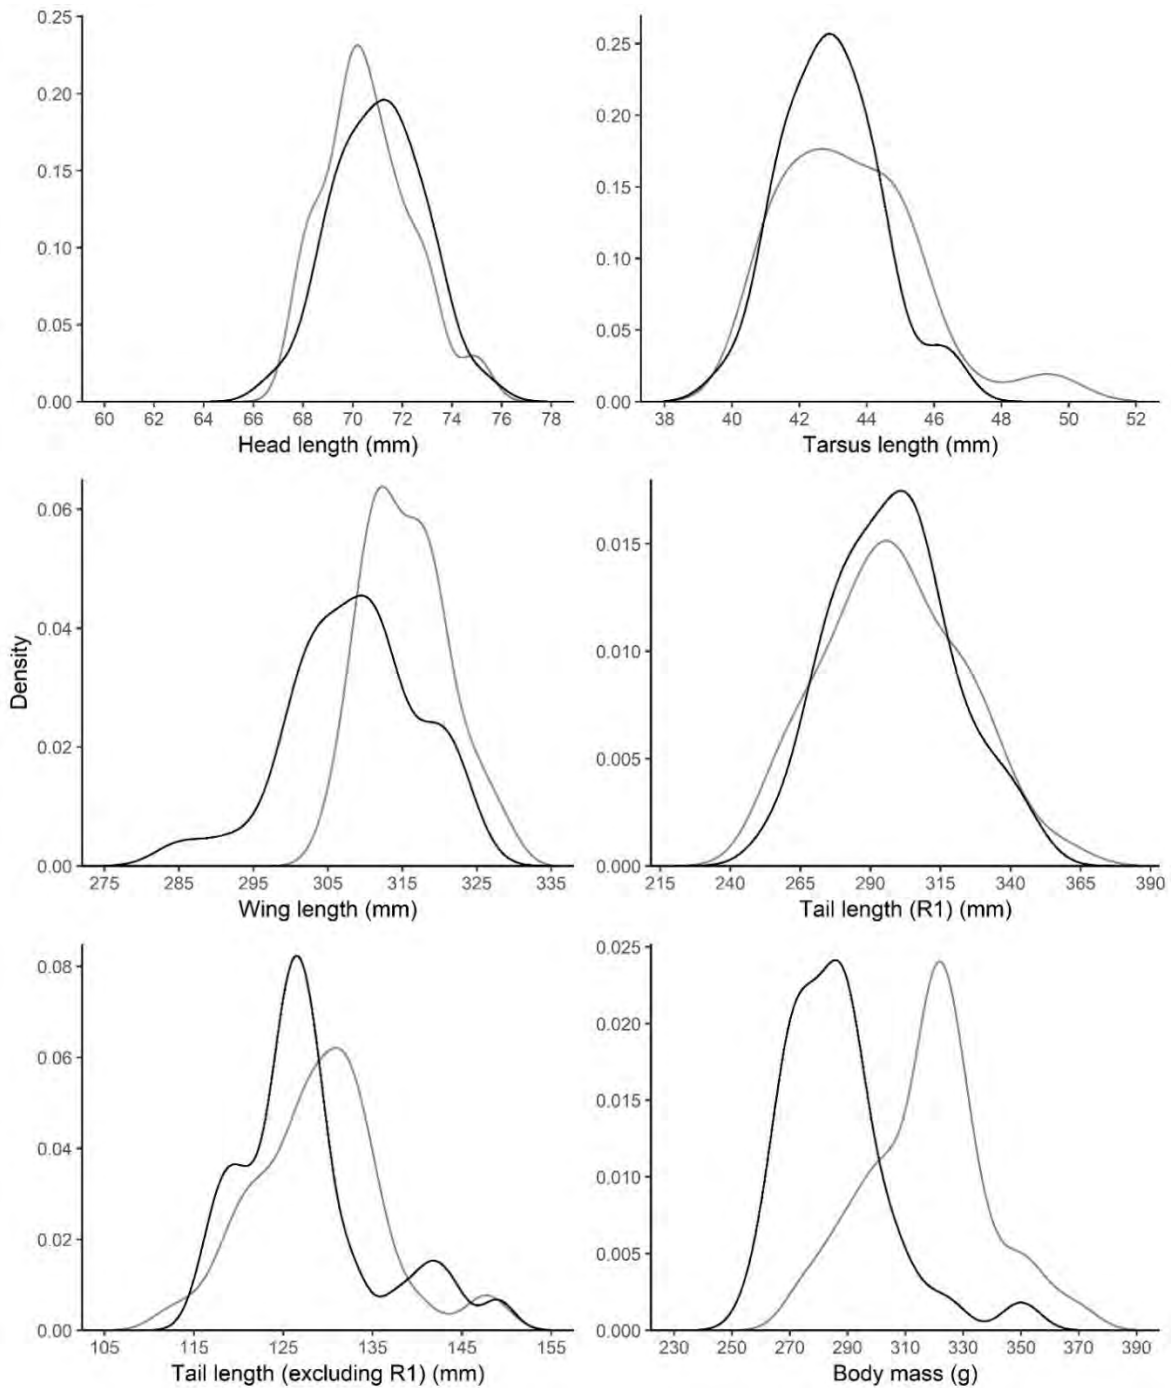 0.25
0.20
0.15
0.10
0.05
0.00
60 62 64 66 68 70 72 74 76 78
Head length (mm)
0.25
0.20
0.15
0.10
0.05
0.00
38 40 42 44 46 48 50 52
Tarsus length (mm)
Density
0.06
0.04
0.02
0.00
275 285 295 305 315 325 335
Wing length (mm)
0.015
0.010
0.005
0.000
215 240 265 290 315 340 365 390
Tail length (R1) (mm)
0.08
0.06
0.04
0.02
0.00
105 115 125 135 145 155
Tail length (excluding R1) (mm)
0.025
0.020
0.015
0.010
0.005
0.000
230 250 270 290 310 330 350 370 390
Body mass (g)